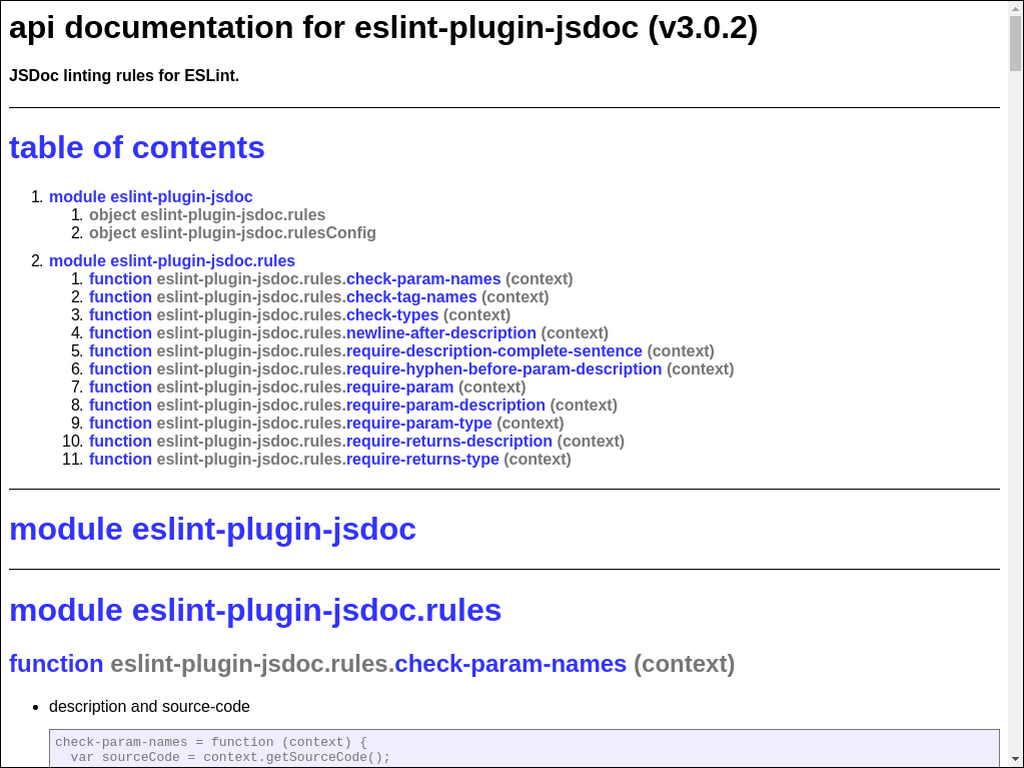 api documentation for eslint-plugin-jsdoc (v3.0.2)
JSDoc linting rules for ESLint.
table of contents
1. module eslint-plugin-jsdoc
1. object eslint-plugin-jsdoc.rules
2. object eslint-plugin-jsdoc.rulesConfig
2. module eslint-plugin-jsdoc.rules
1. function eslint-plugin-jsdoc.rules.check-param-names (context)
2. function eslint-plugin-jsdoc.rules.check-tag-names (context)
3. function eslint-plugin-jsdoc.rules.check-types (context)
4. function eslint-plugin-jsdoc.rules.newline-after-description (context)
5. function eslint-plugin-jsdoc.rules.require-description-complete-sentence (context)
6. function eslint-plugin-jsdoc.rules.require-hyphen-before-param-description (context)
7. function eslint-plugin-jsdoc.rules.require-param (context)
8. function eslint-plugin-jsdoc.rules.require-param-description (context)
9. function eslint-plugin-jsdoc.rules.require-param-type (context)
10. function eslint-plugin-jsdoc.rules.require-returns-description (context)
11. function eslint-plugin-jsdoc.rules.require-returns-type (context)
module eslint-plugin-jsdoc
module eslint-plugin-jsdoc.rules
function eslint-plugin-jsdoc.rules.check-param-names (context)
• description and source-code
check-param-names = function (context) {
var sourceCode = context.getSourceCode();